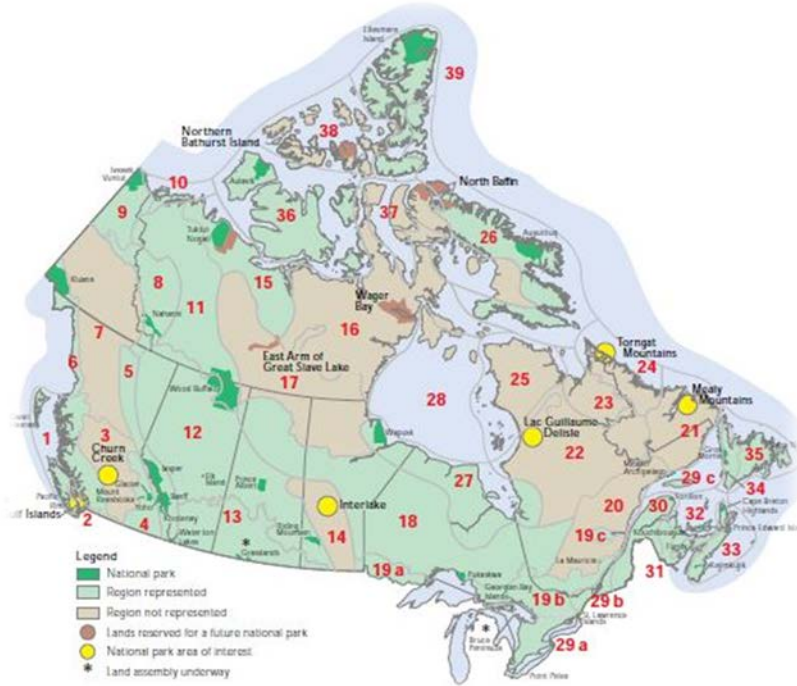 Ellesmere
Island
39
Northern
Bathurst Island
38
10
Aulavik
North Baffin
9
36
37
Tuktut
Nogait
26
Auyuittuq
Kluane
8
15
11
Wager
Bay
7
Nahanni
16
East Arm of
Great Slave Lake
Torngat
Mountains
24
6
5
17
25
Wood Buffalo
28
23
Mealy
Mountains
Wapusk
1
3
12
Lac Guillaume-
Delisle
21
22
Churn
Creek
Jasper
Elk
Island
Prince
Albert
Interlake
27
35
29 c
34
Glacier
Mount
Revelstoke
Banff
Yoho
Kootenay
20
30
32
Cape Breton
Highlands
Pacific
Gulf Islands
2
4
Waterton
Lakes
13
Riding
Mountain
14
18
19 c
Kouchibouguac
Prince Edward Isl
Fundy
33
*
Grasslands
19 a
La Mauricie
31
Kejimkujik
Pukaskwa
Georgian Bay
Islands
19 b
29 b
St. Lawrence
Islands
* *
Bruce
Peninsula
29 a
Point Pelee
Legend
National park
Region represented
Region not represented
Lands reserved for a future national park
National park area of interest
* Land assembly underway